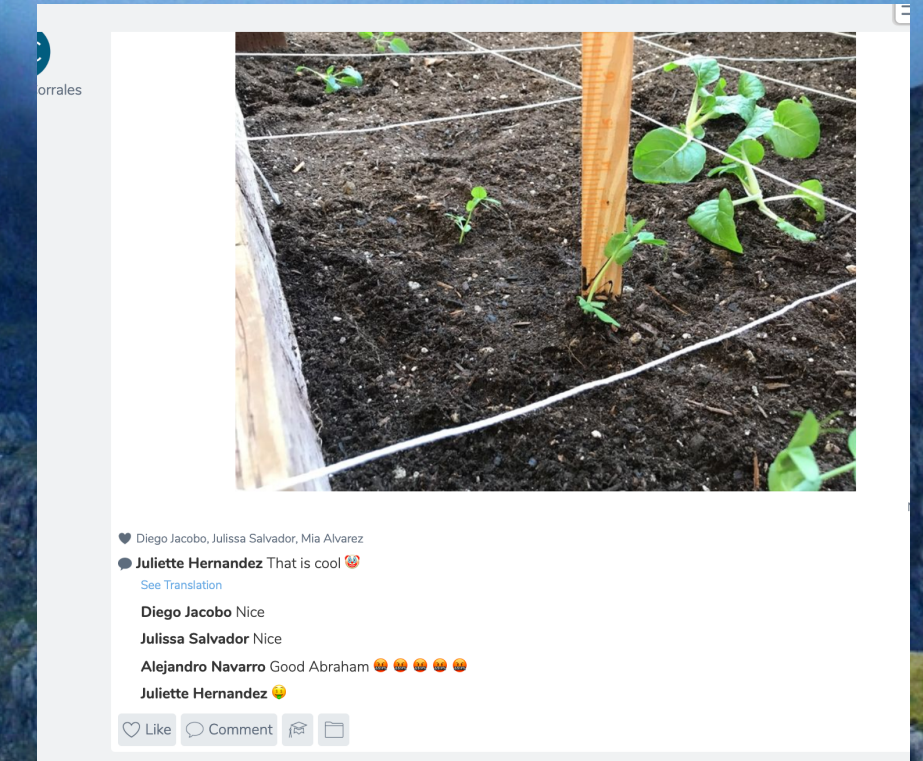 orrales
Diego Jacobo, Julissa Salvador, Mia Alvarez
Juliette Hernandez That is cool 🤡
See Translation
Diego Jacobo Nice
Julissa Salvador Nice
Alejandro Navarro Good Abraham 🤬 🤬 🤬 🤬 🤬
Juliette Hernandez 🤑
Like Comment